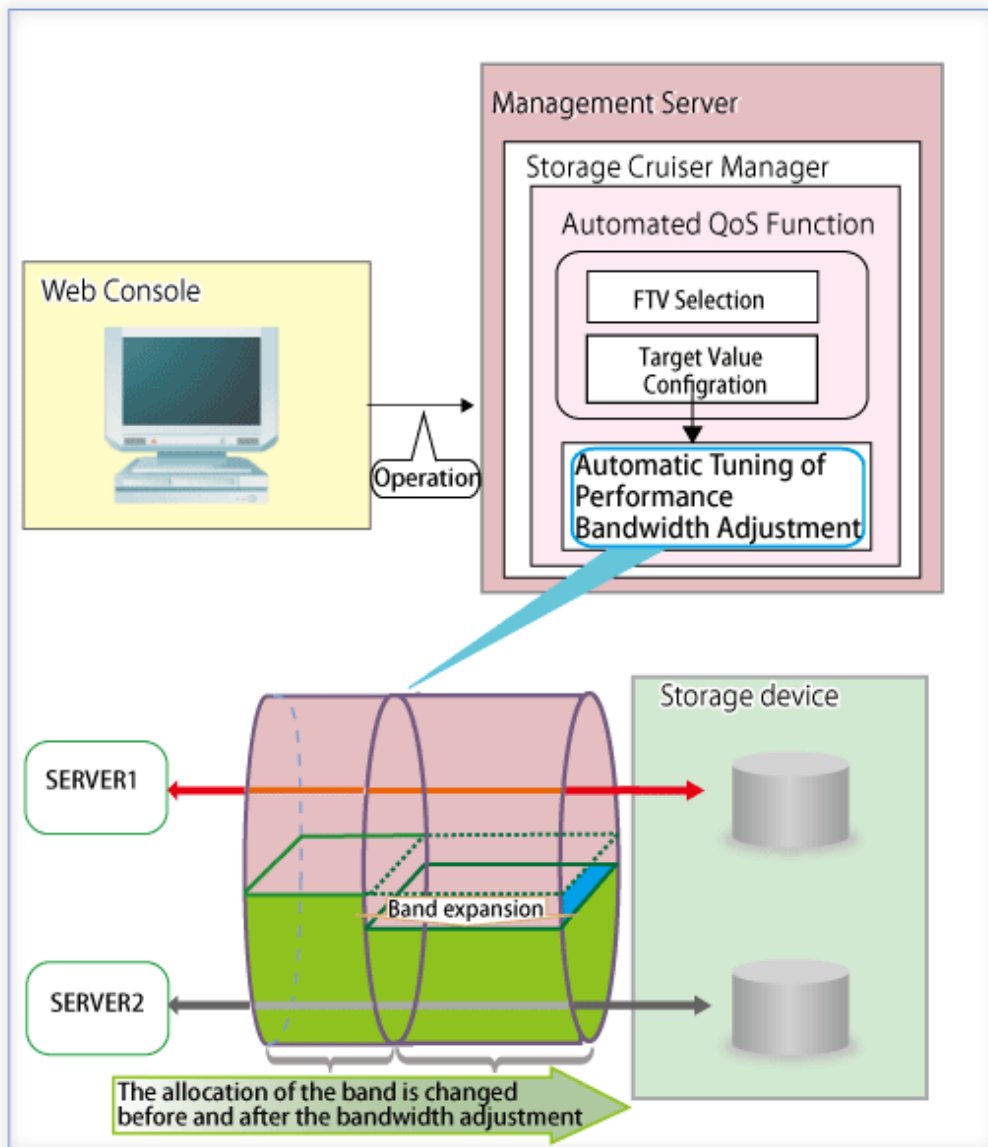 Management Server
Storage Cruiser Manager
Automated QoS Function
FTV Selection
Target Value
Configration
Automatic Tuning of
Performance
Bandwidth Adjustment
Web Console
Operation
Storage device
SERVER1
Band expansion
SERVER2
The allocation of the band is changed
before and after the bandwidth adjustment